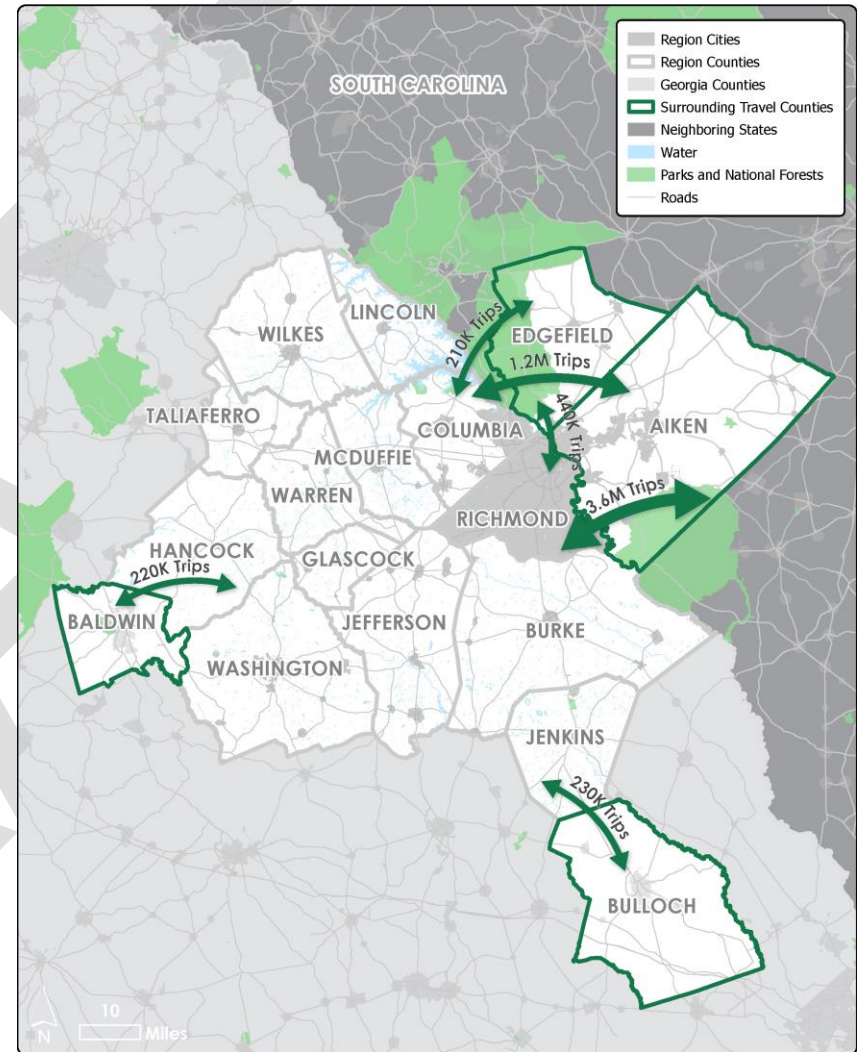 Region Cities
Region Counties
Georgia Counties
Surrounding Travel Counties
Neighboring States
Water
Parks and National Forests
Roads
SOUTH CAROLINA
LINCOLN
WILKES
210K Trips
EDGEFIELD
1.2M Trips
TALIAFERRO
COLUMBIA
440K Trips
AIKEN
MCDUFFIE
WARREN
3.6M Trips
RICHMOND
HANCOCK
GLASCOCK
220K Trips
BALDWIN
JEFFERSON
BURKE
WASHINGTON
JENKINS
230K Trips
BULLOCH
10
Miles
N